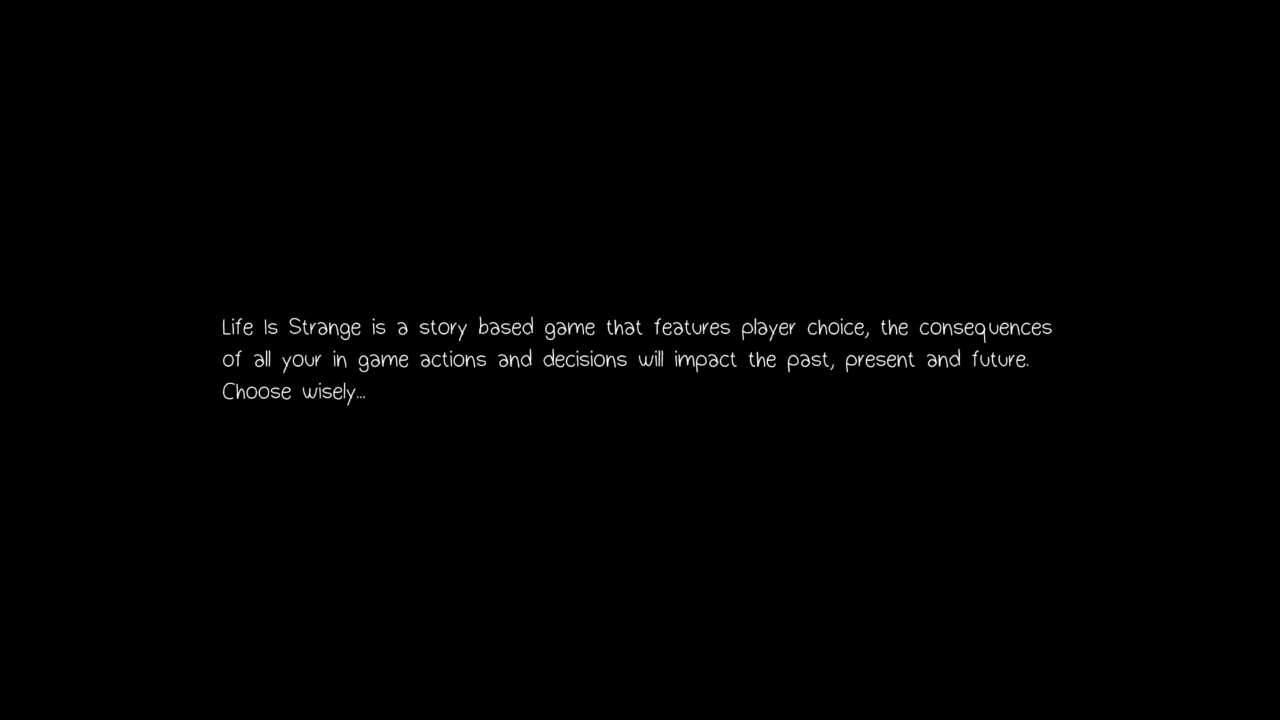 Life Is Strange is a story based game that features player choice, the consequences
of all your in game actions and decisions will impact the past, present and future.
Choose wisely...